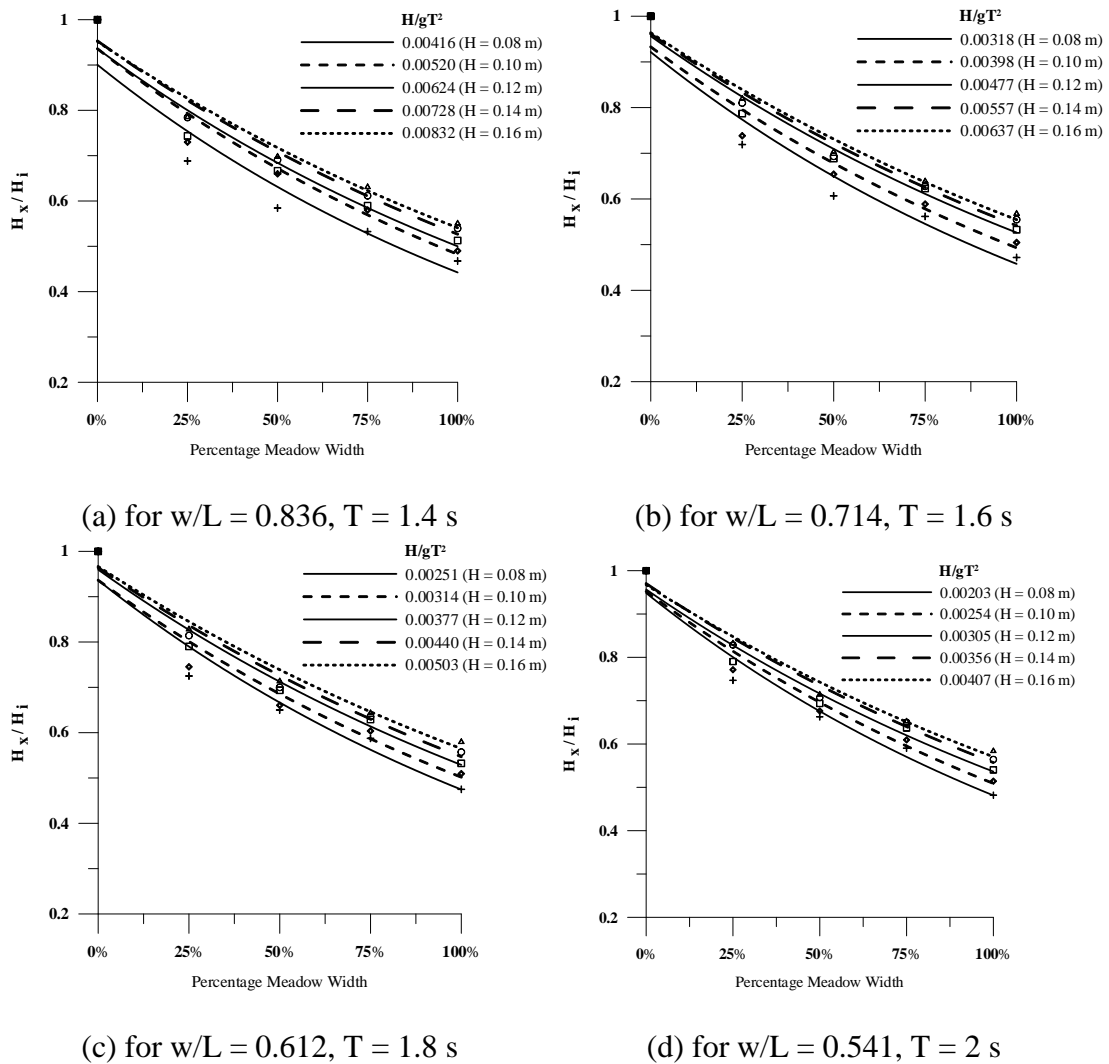 H/gT²
1
0.00416 (H = 0.08 m)
0.00520 (H = 0.10 m)
0.00624 (H = 0.12 m)
0.00728 (H = 0.14 m)
0.00832 (H = 0.16 m)
0.8
0.6
0.4
0.2
H x / H i
0% 25% 50% 75% 100%
Percentage Meadow Width
(a) for w/L = 0.836, T = 1.4 s
H/gT²
1
0.00318 (H = 0.08 m)
0.00398 (H = 0.10 m)
0.00477 (H = 0.12 m)
0.00557 (H = 0.14 m)
0.00637 (H = 0.16 m)
0.8
0.6
0.4
0.2
H x / H i
0% 25% 50% 75% 100%
Percentage Meadow Width
(b) for w/L = 0.714, T = 1.6 s
H/gT²
1
0.00251 (H = 0.08 m)
0.00314 (H = 0.10 m)
0.00377 (H = 0.12 m)
0.00440 (H = 0.14 m)
0.00503 (H = 0.16 m)
0.8
0.6
0.4
0.2
H x / H i
0% 25% 50% 75% 100%
Percentage Meadow Width
(c) for w/L = 0.612, T = 1.8 s
H/gT²
1
0.00203 (H = 0.08 m)
0.00254 (H = 0.10 m)
0.00305 (H = 0.12 m)
0.00356 (H = 0.14 m)
0.00407 (H = 0.16 m)
0.8
0.6
0.4
0.2
H x / H i
0% 25% 50% 75% 100%
Percentage Meadow Width
(d) for w/L = 0.541, T = 2 s